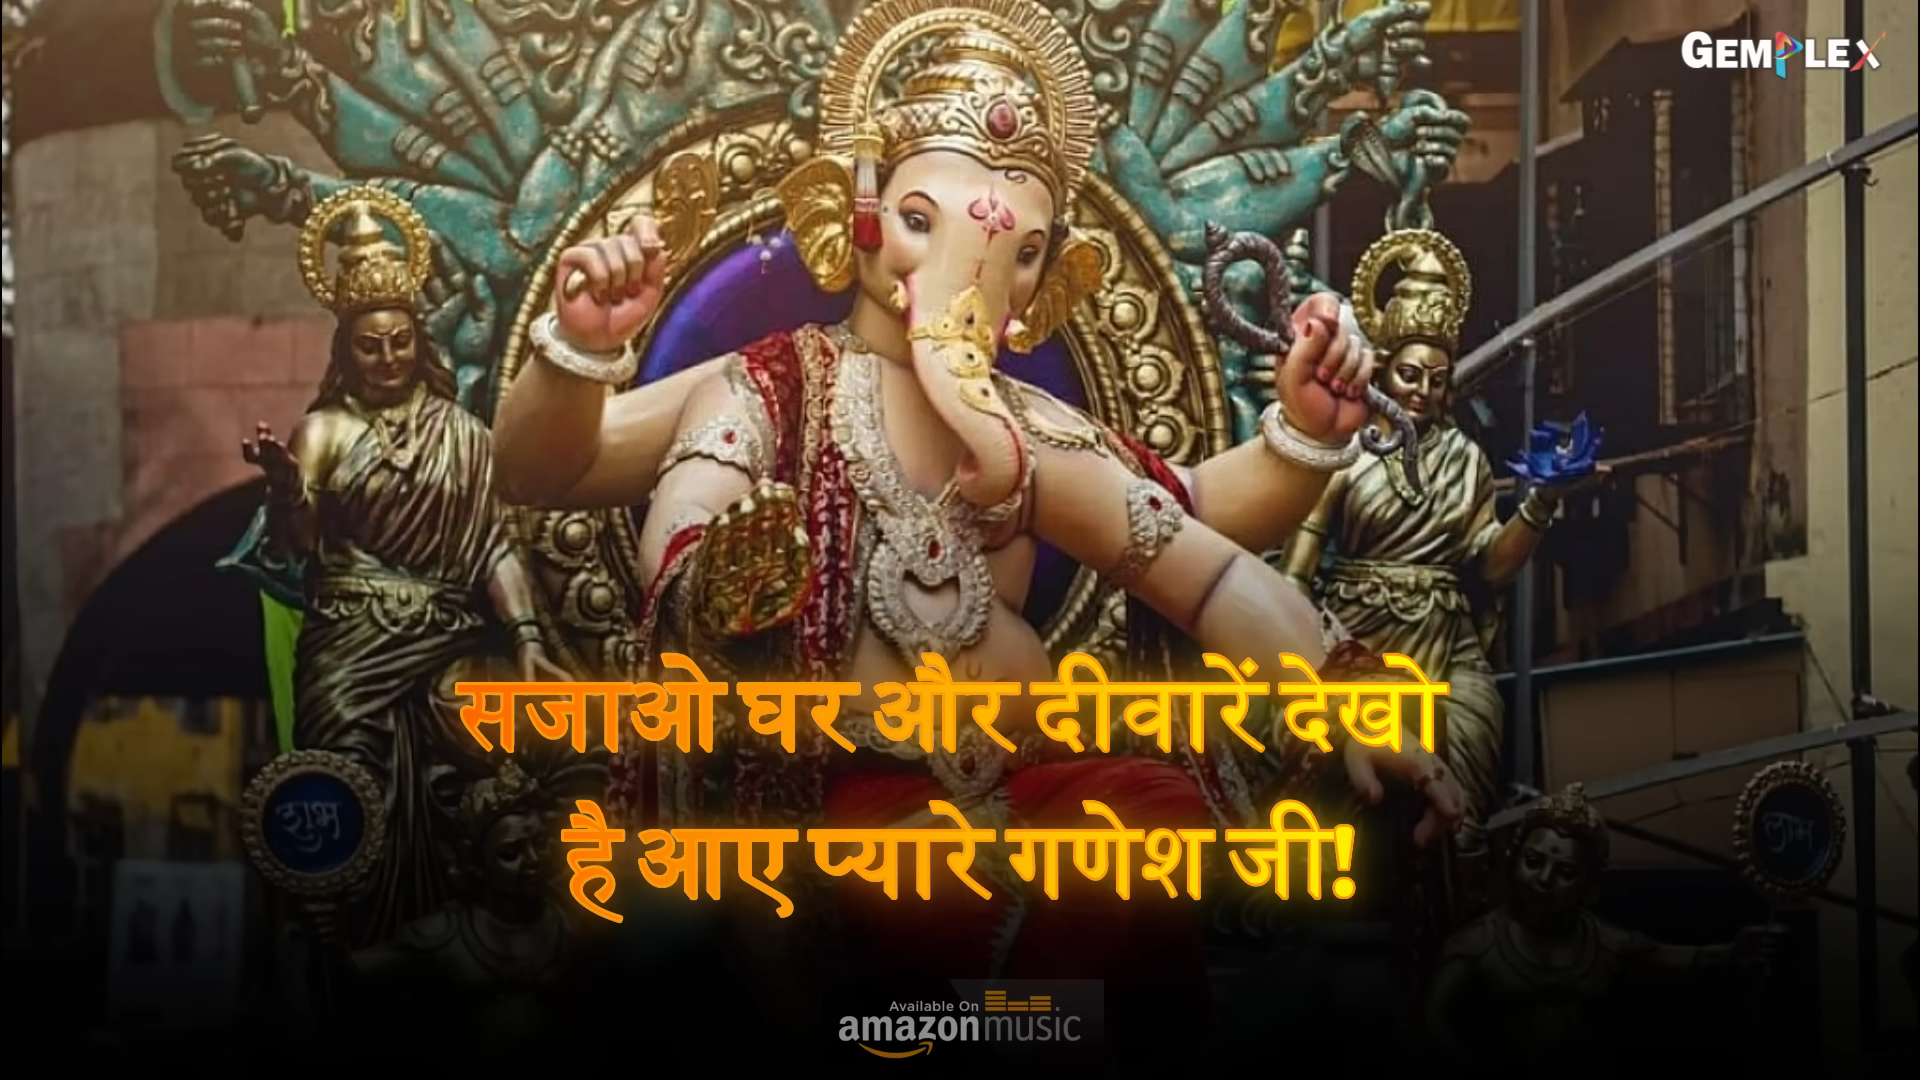 GEMPLEX
सजाओ घर और दीवारें देखो
है आए प्यारे गणेश जी!
शुभ
लाभ
Available On
amazon music